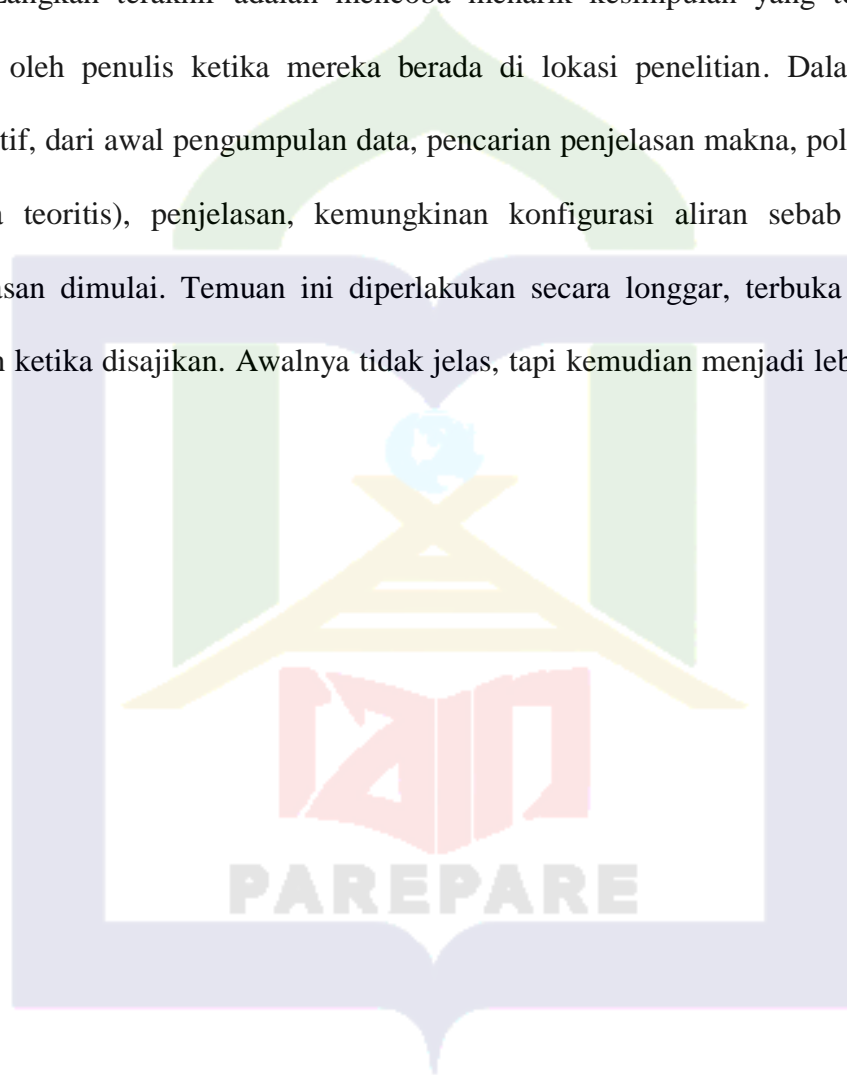 terakhir adalah mencoba menarik kesimpulan yang
oleh penulis ketika mereka berada di lokasi penelitian. Dala
tif, dari awal pengumpulan data, pencarian penjelasan makna, pol
a teoritis), penjelasan, kemungkinan konfigurasi aliran sebab
asan dimulai. Temuan ini diperlakukan secara longgar, terbuka
n ketika disajikan. Awalnya tidak jelas, tapi kemudian menjadi leb
iain
PAREPARE